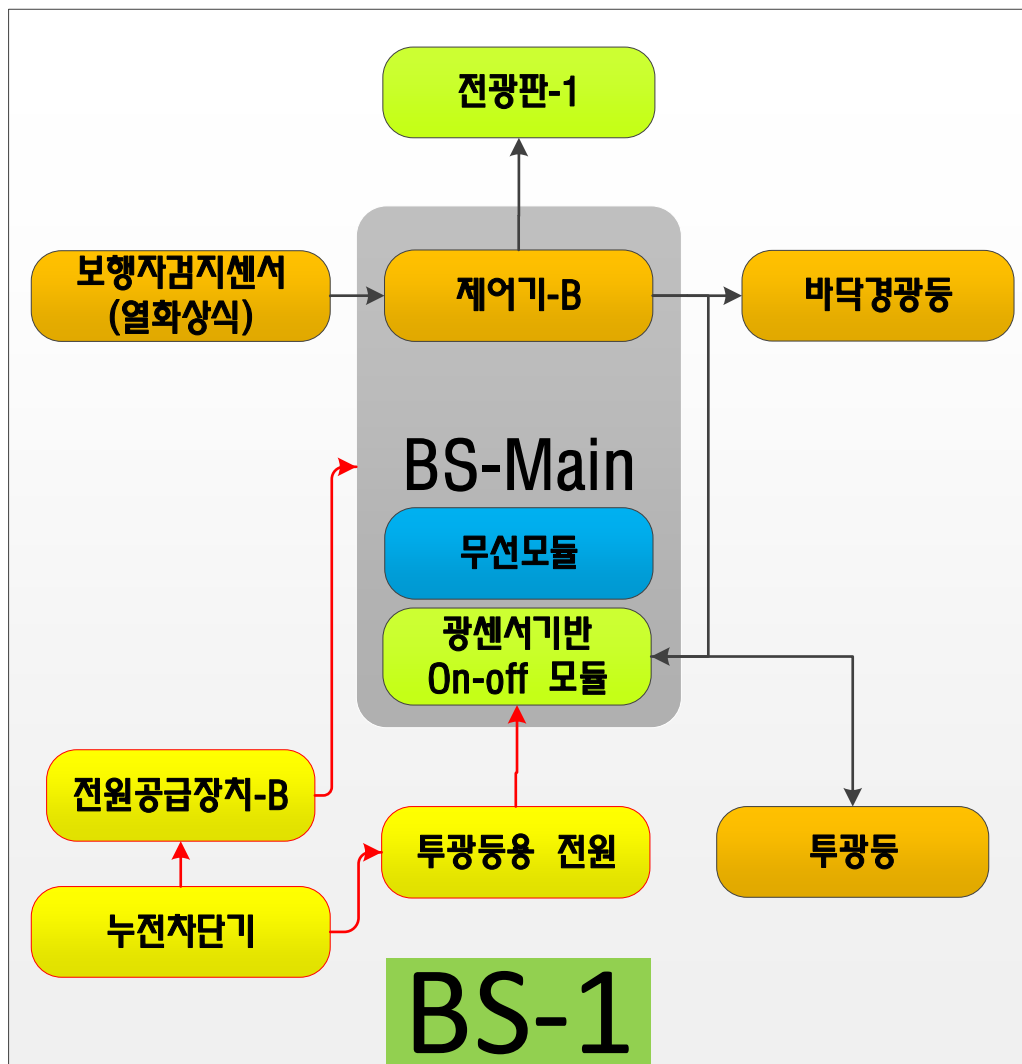 전광판-1
보행자검지센서
(열화상식)
제어기-B
바닥경광등
BS-Main
무선모듈
광센서기반
On-off 모듈
전원공급장치-B
투광등용 전원
투광등
누전차단기
BS-1